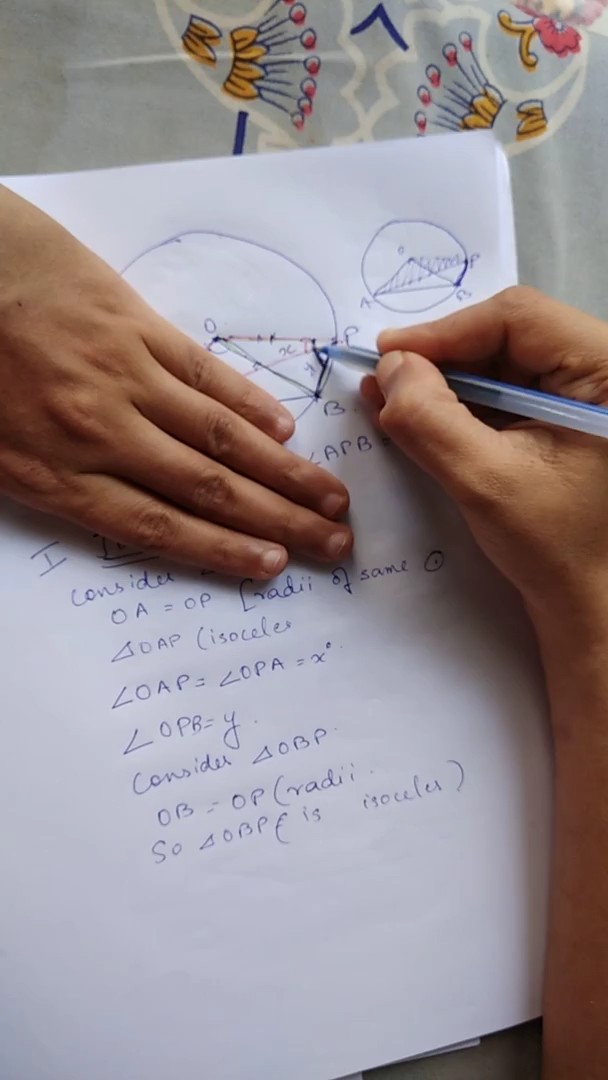 O
P
x
y
B
O
P
A
B
∠APB =
I
Consider
OA = OP [radii of same ⊙
△OAP (isoceles
∠OAP = ∠OPA = x°
∠OPB = y.
Consider △OBP.
OB = OP (radii.
So △OBP( is isoceles)